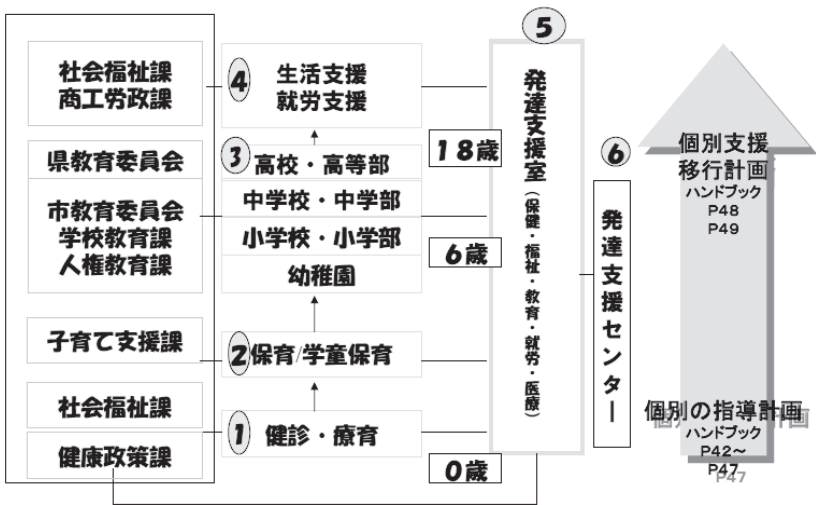 社会福祉課
商工労政課
県教育委員会
市教育委員会
学校教育課
人権教育課
子育て支援課
社会福祉課
健康政策課
4
生活支援
就労支援
3
高校・高等部
中学校・中学部
小学校・小学部
幼稚園
2
保育/学童保育
1
健診・療育
18歳
6歳
0歳
5
発達支援室(保健・福祉・教育・就労・医療)
6
発達支援センター
個別支援
移行計画
ハンドブック
P48
P49
個別の指導計画
ハンドブック
P42~
P47